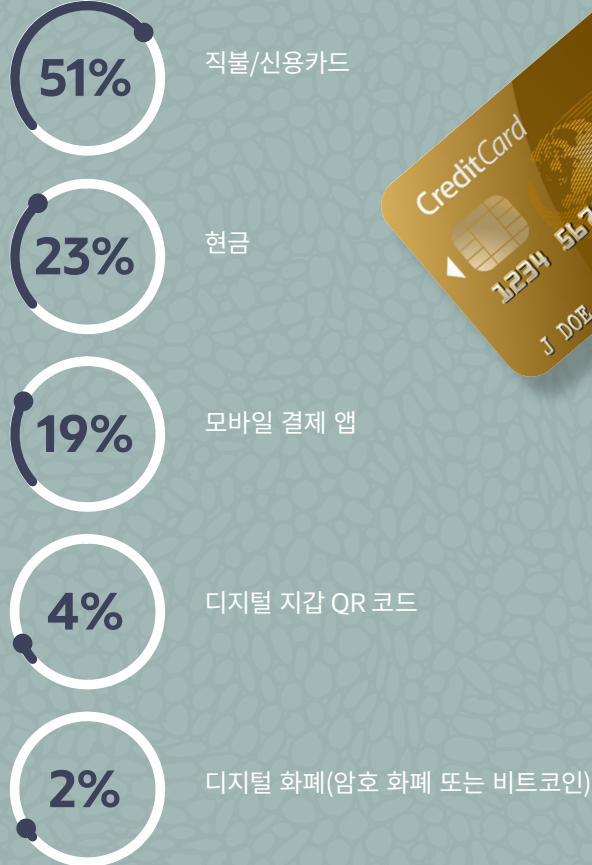 51%
직불/신용카드
CreditCard
1234 567
J DOE
23%
현금
19%
모바일 결제 앱
4%
디지털 지갑 QR 코드
2%
디지털 화폐(암호 화폐 또는 비트코인)